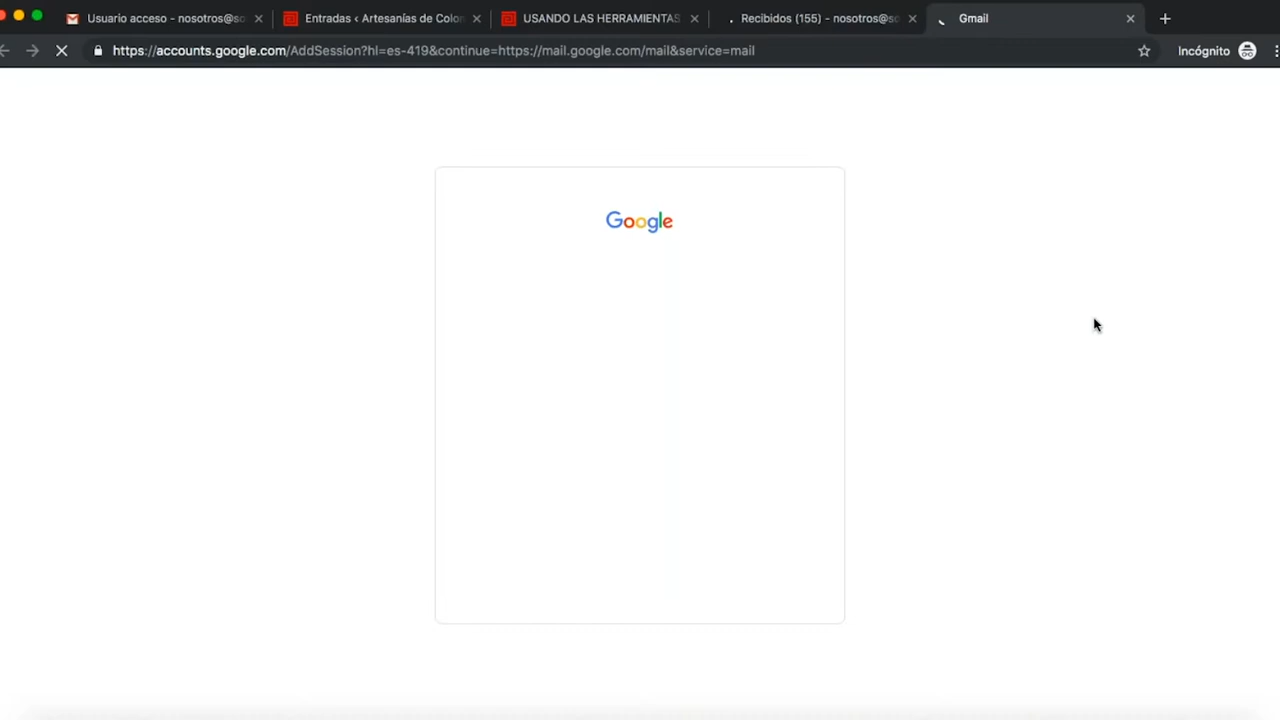 Usuario acceso - nosotros@so
Entradas ‹ Artesanías de Colon
USANDO LAS HERRAMIENTAS
Recibidos (155) - nosotros@so
Gmail
https://accounts.google.com/AddSession?hl=es-419&continue=https://mail.google.com/mail&service=mail
Incógnito
Google